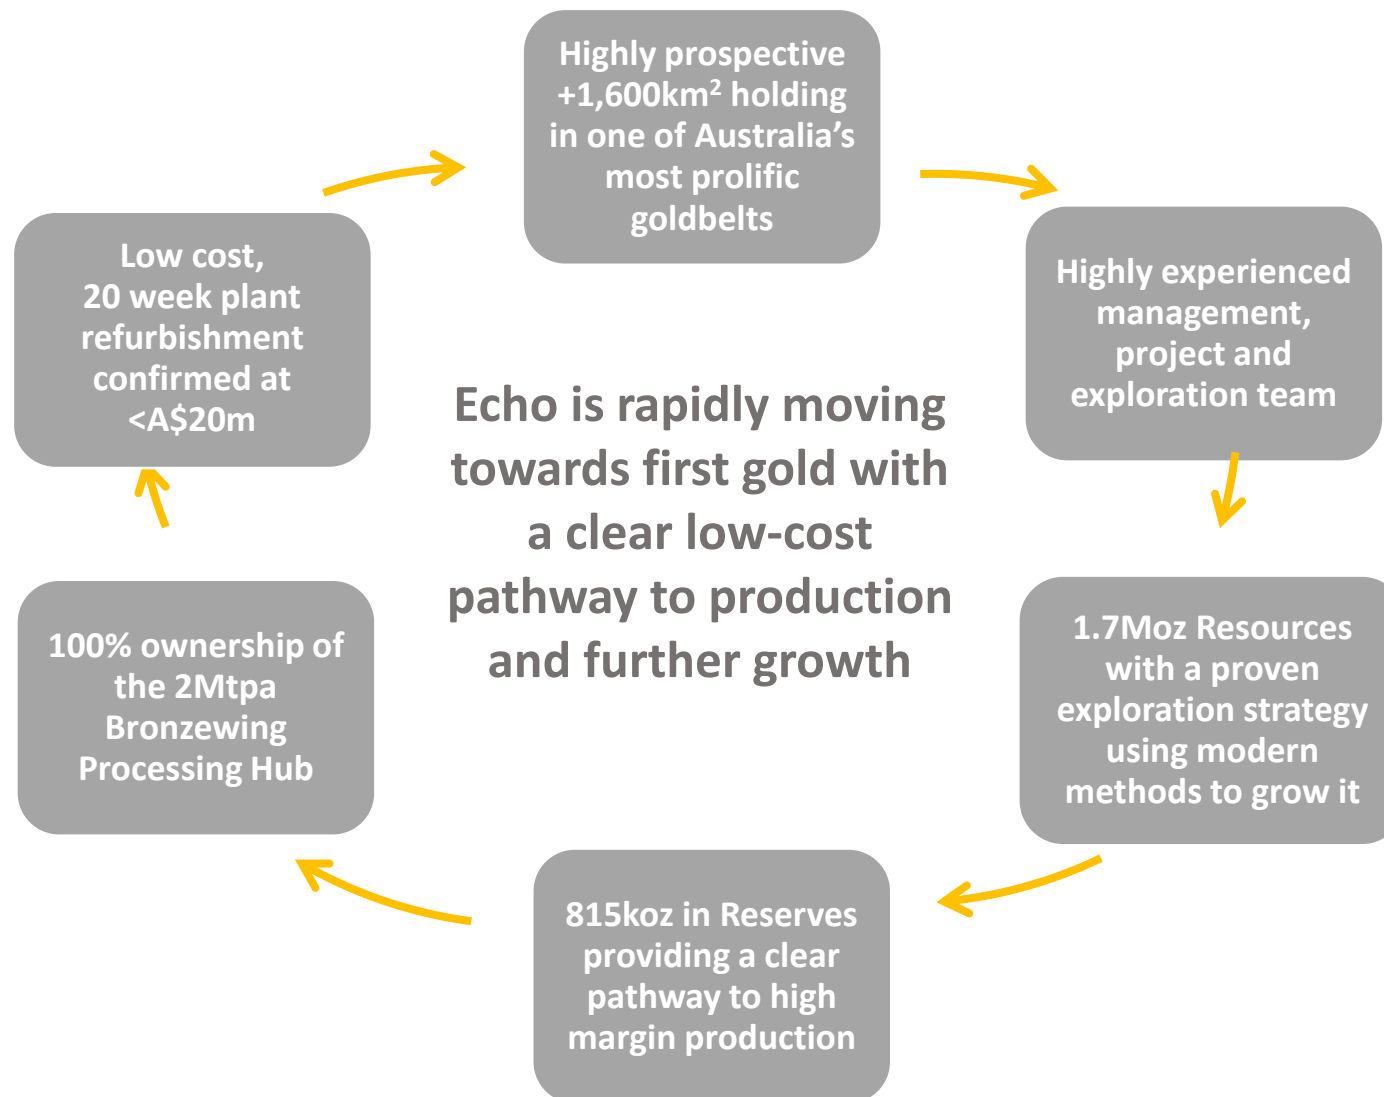 Highly prospective
+1,600km² holding
in one of Australia’s
most prolific
goldbelts
Highly experienced
management,
project and
exploration team
1.7Moz Resources
with a proven
exploration strategy
using modern
methods to grow it
815koz in Reserves
providing a clear
pathway to high
margin production
100% ownership of
the 2Mtpa
Bronzewing
Processing Hub
Low cost,
20 week plant
refurbishment
confirmed at
<A$20m
Echo is rapidly moving
towards first gold with
a clear low-cost
pathway to production
and further growth